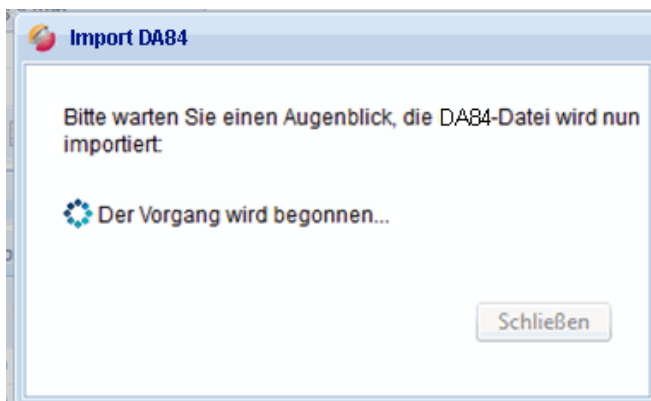 Import DA84
Bitte warten Sie einen Augenblick, die DA84-Datei wird nun
importiert:
Der Vorgang wird begonnen...
Schließen